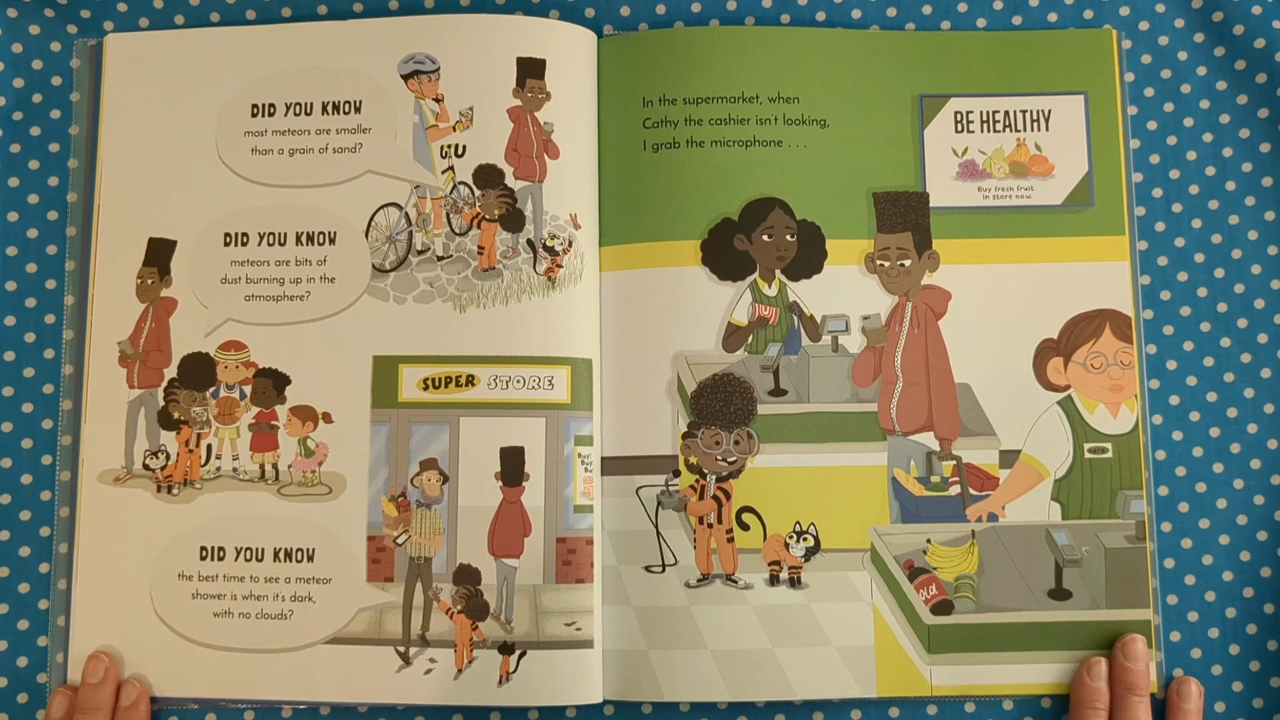 DID YOU KNOW
most meteors are smaller
than a grain of sand?
DID YOU KNOW
meteors are bits of
dust burning up in the
atmosphere?
SUPER STORE
Buy!
Buy
Bu
DID YOU KNOW
the best time to see a meteor
shower is when it's dark,
with no clouds?
In the supermarket, when
Cathy the cashier isn't looking,
I grab the microphone . . .
BE HEALTHY
Buy fresh fruit
in store now.